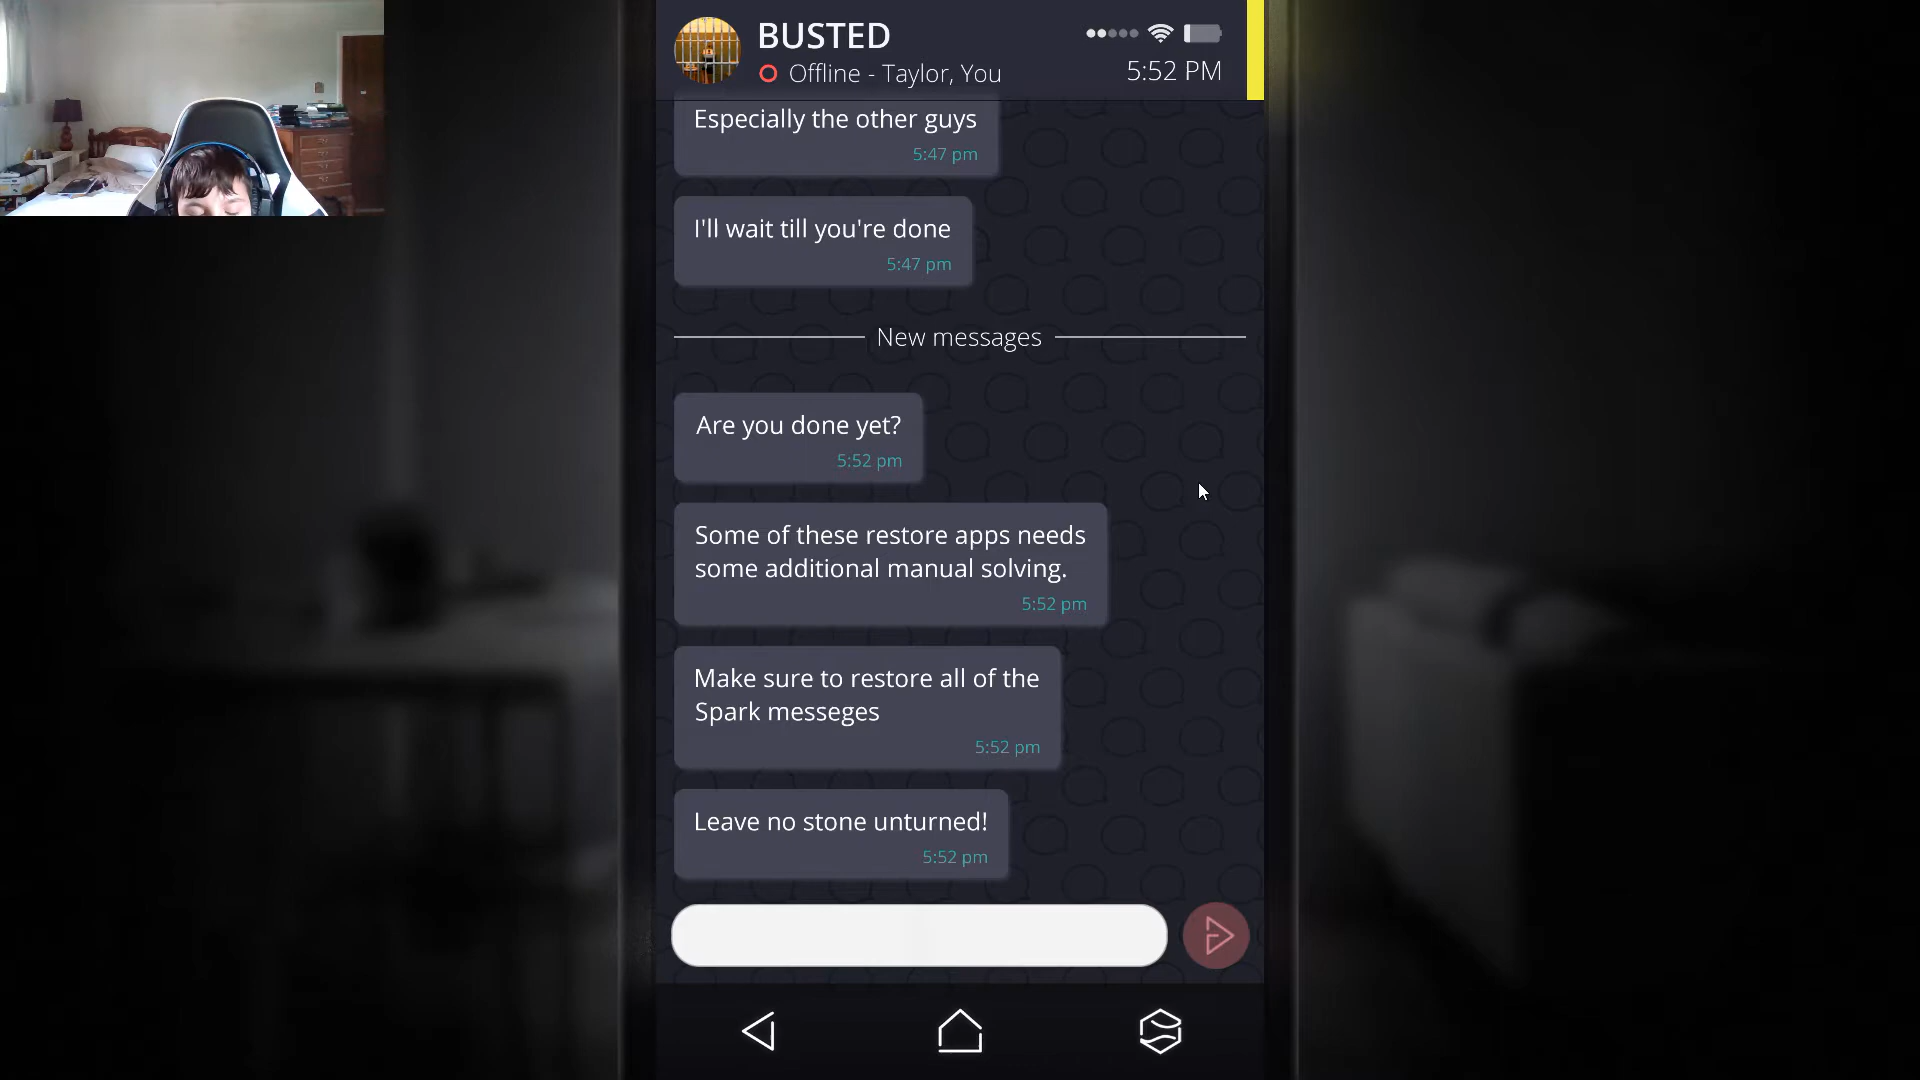 BUSTED
Offline - Taylor, You
5:52 PM
Especially the other guys
5:47 pm
I'll wait till you're done
5:47 pm
New messages
Are you done yet?
5:52 pm
Some of these restore apps needs
some additional manual solving.
5:52 pm
Make sure to restore all of the
Spark messeges
5:52 pm
Leave no stone unturned!
5:52 pm